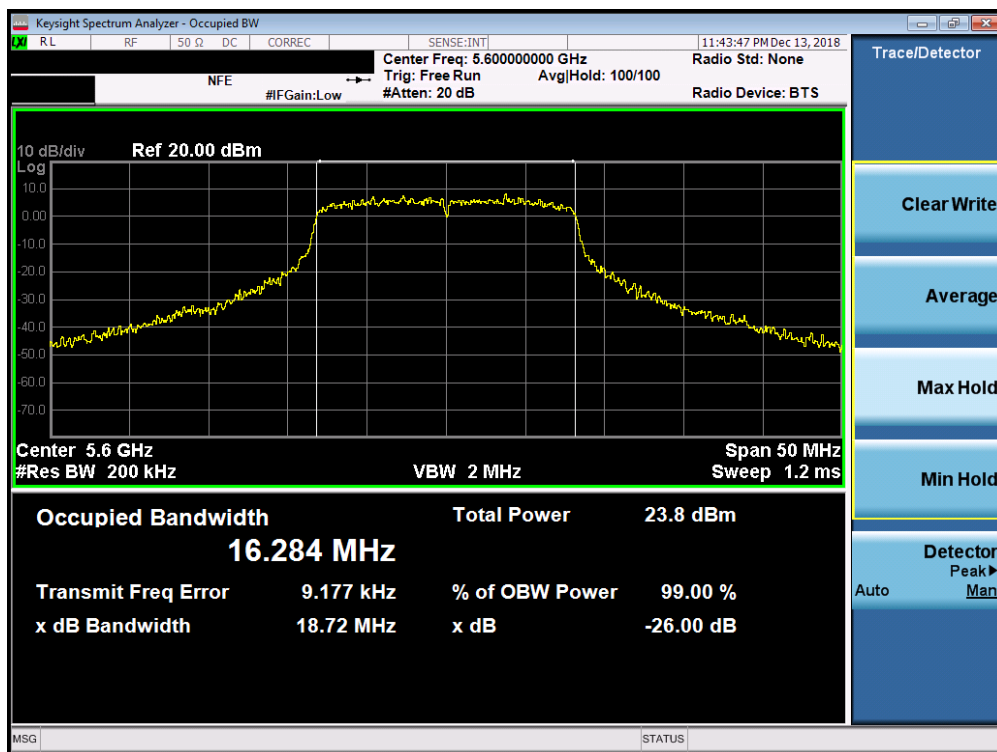 Keysight Spectrum Analyzer - Occupied BW
LXI RL RF 50 Ω DC CORREC SENSE:INT 11:43:47 PM Dec 13, 2018
Center Freq: 5.600000000 GHz Radio Std: None
NFE Trig: Free Run Avg|Hold: 100/100
#IFGain:Low #Atten: 20 dB Radio Device: BTS
10 dB/div Ref 20.00 dBm
Log
10.0
0.00
-10.0
-20.0
-30.0
-40.0
-50.0
-60.0
-70.0
Center 5.6 GHz Span 50 MHz
#Res BW 200 kHz VBW 2 MHz Sweep 1.2 ms
Occupied Bandwidth Total Power 23.8 dBm
16.284 MHz
Transmit Freq Error 9.177 kHz % of OBW Power 99.00 %
x dB Bandwidth 18.72 MHz x dB -26.00 dB
MSG STATUS
Trace/Detector
Clear Write
Average
Max Hold
Min Hold
Detector
Peak▶
Auto Man